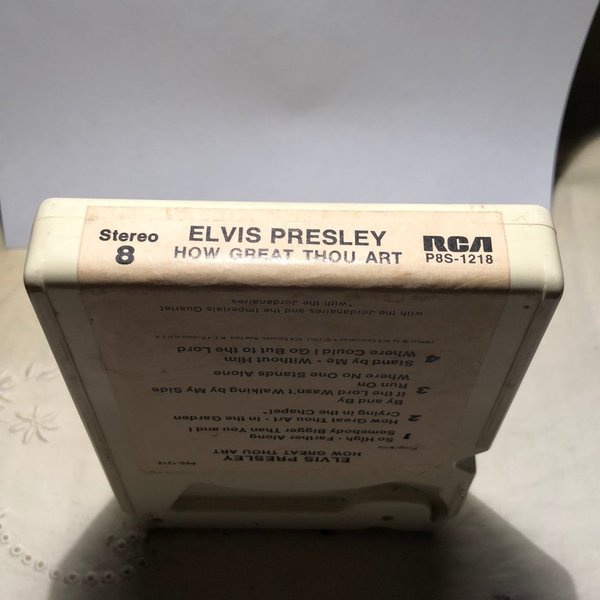 Stereo
8
ELVIS PRESLEY
HOW GREAT THOU ART
RCA
P8S-1218
ELVIS PRESLEY
HOW GREAT THOU ART
P8S-1218
Programs
1 So High - Farther Along
Somebody Bigger Than You and I
2 How Great Thou Art - In the Garden
Crying in the Chapel*
3 By and By
If the Lord Wasn't Walking by My Side
Run On
Where No One Stands Alone
4 Stand by Me - Without Him
Where Could I Go But to the Lord
with the Jordanaires and the Imperials Quartet
*with the Jordanaires